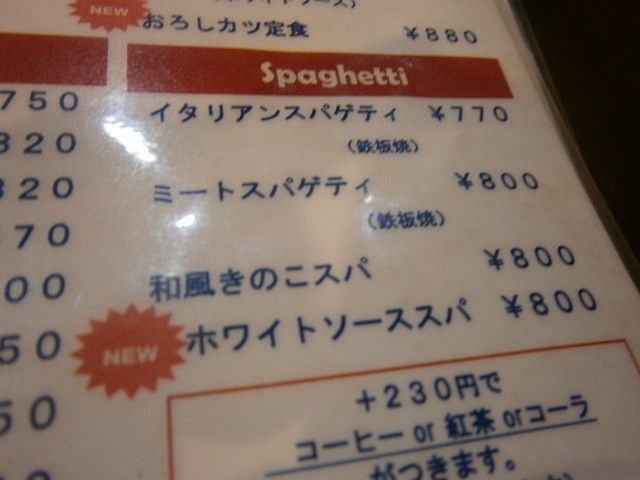 NEW
おろしカツ定食 ¥880
Spaghetti
750
イタリアンスパゲティ ¥770
320
(鉄板焼)
320
ミートスパゲティ ¥800
70
(鉄板焼)
00
和風きのこスパ ¥800
50
NEW ホワイトソーススパ ¥800
50
+230円で
コーヒー or 紅茶 orコーラ
がつきます。